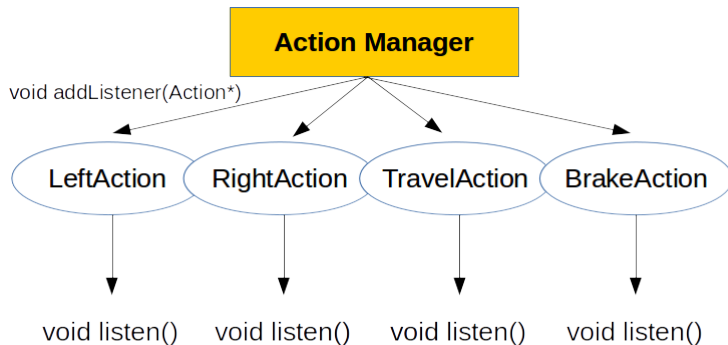 Action Manager
void addListener(Action*)
LeftAction RightAction TravelAction BrakeAction
void listen() void listen() void listen() void listen()